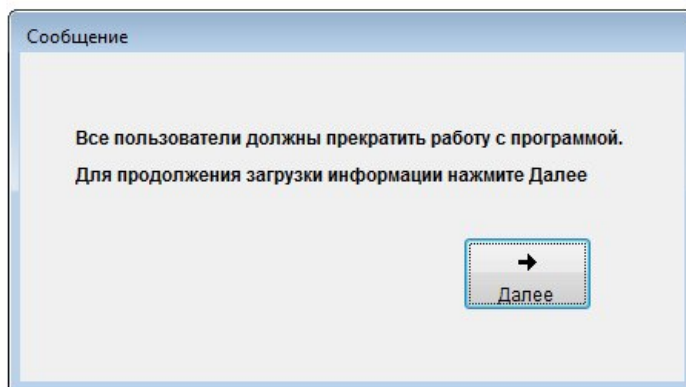 Сообщение
Все пользователи должны прекратить работу с программой.
Для продолжения загрузки информации нажмите Далее
Далее